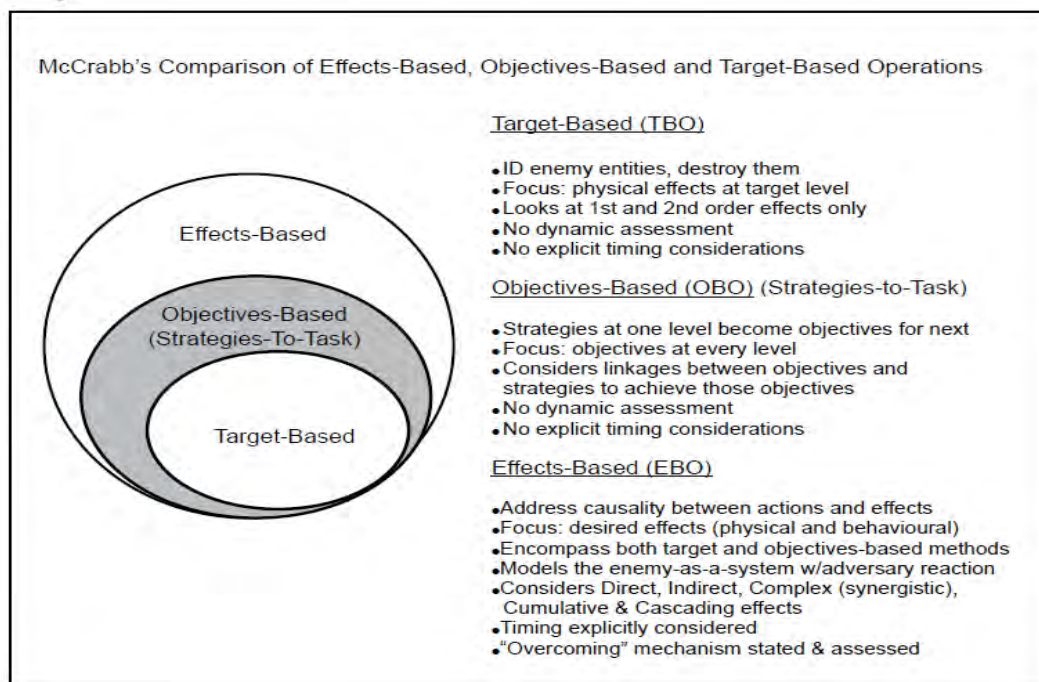 McCrabb's Comparison of Effects-Based, Objectives-Based and Target-Based Operations
Effects-Based
Objectives-Based
(Strategies-To-Task)
Target-Based
Target-Based (TBO)
•ID enemy entities, destroy them
•Focus: physical effects at target level
•Looks at 1st and 2nd order effects only
•No dynamic assessment
•No explicit timing considerations
Objectives-Based (OBO) (Strategies-to-Task)
•Strategies at one level become objectives for next
•Focus: objectives at every level
•Considers linkages between objectives and
strategies to achieve those objectives
•No dynamic assessment
•No explicit timing considerations
Effects-Based (EBO)
•Address causality between actions and effects
•Focus: desired effects (physical and behavioural)
•Encompass both target and objectives-based methods
•Models the enemy-as-a-system w/adversary reaction
•Considers Direct, Indirect, Complex (synergistic),
Cumulative & Cascading effects
•Timing explicitly considered
•"Overcoming" mechanism stated & assessed